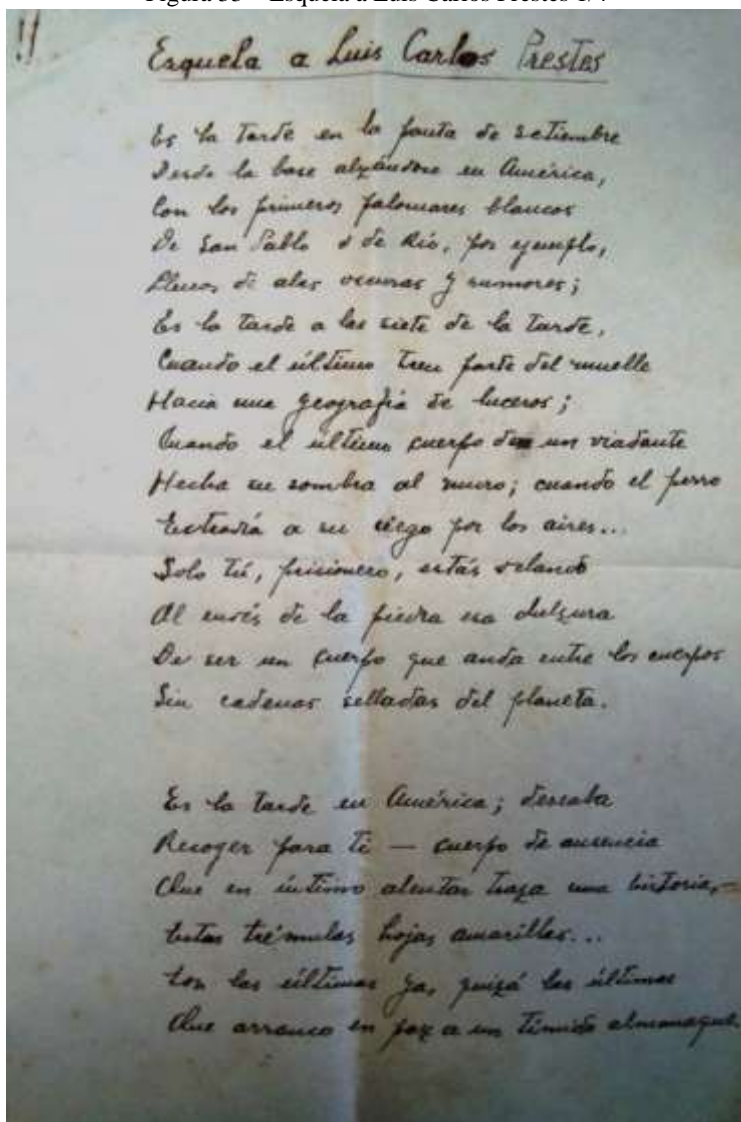 Figura 33 – Esquela a Luis Carlos Prestes 1/4
Esquela a Luis Carlos Prestes
Es la tarde en la pauta de setiembre
Desde la base alzándose en América,
Con los primeros palomares blancos
De San Pablo o de Río, por ejemplo,
Llenos de alas oscuras y rumores;
Es la tarde a las siete de la tarde,
Cuando el último tren parte del muelle
Hacia una geografía de luceros;
Cuando el último cuerpo de un viadante
Hecha su sombra al muro; cuando el perro
a su ciego por los aires...
Solo tú, prisionero, estás velando
Al envés de la piedra esa dulzura
De ser un cuerpo que anda entre los cuerpos
Sin cadenas selladas del planeta.
Es la tarde en América; deseaba
Recoger para ti — cuerpo de ausencia
Que en íntimo alentar traza una historia,—
Estas trémulas hojas amarillas...
Son las últimas ya, quizá las últimas
Que arranco en paz a un tímido almanaque.